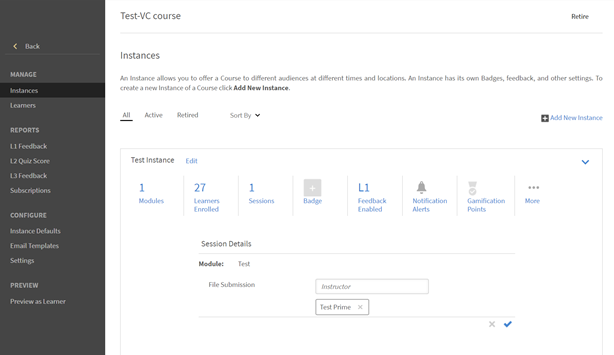 Test-VC course
Retire
Back
MANAGE
Instances
Learners
REPORTS
L1 Feedback
L2 Quiz Score
L3 Feedback
Subscriptions
CONFIGURE
Instance Defaults
Email Templates
Settings
PREVIEW
Preview as Learner
Instances
An Instance allows you to offer a Course to different audiences at different times and locations. An Instance has its own Badges, feedback, and other settings. To
create a new Instance of a Course click Add New Instance.
All Active Retired Sort By
Add New Instance
Test Instance Edit
1 27 1 L1
Modules Learners Sessions Badge Feedback Notification Gamification More
Enrolled Enabled Alerts Points
Session Details
Module: Test
File Submission Instructor
Test Prime